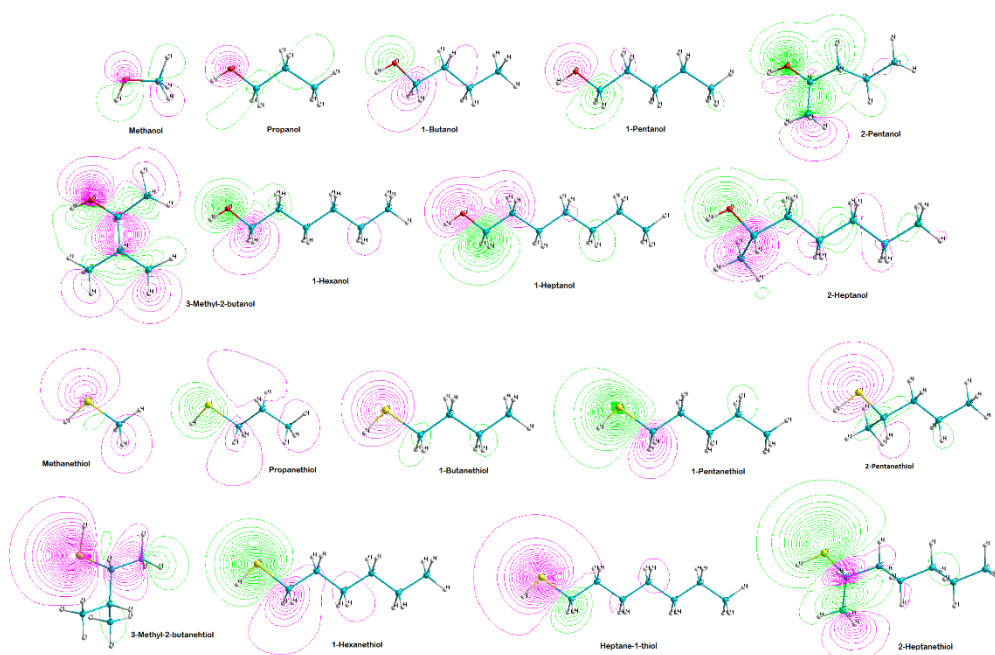 Methanol
Propanol
1-Butanol
1-Pentanol
2-Pentanol
3-Methyl-2-butanol
1-Hexanol
1-Heptanol
2-Heptanol
Methanethiol
Propanethiol
1-Butanethiol
1-Pentanethiol
2-Pentanethiol
3-Methyl-2-butanehtiol
1-Hexanethiol
Heptane-1-thiol
2-Heptanethiol